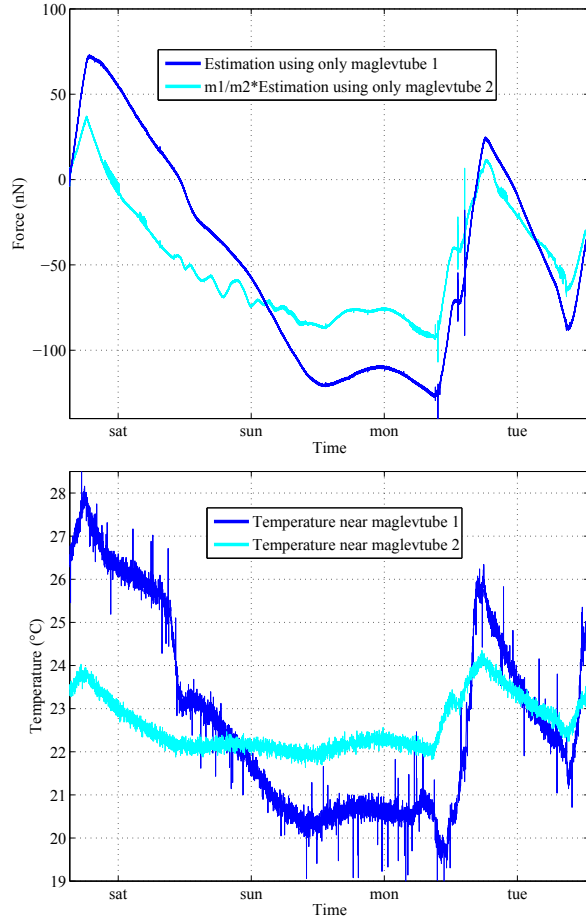 100
50
0
−50
−100
Force (nN)
Estimation using only maglevtube 1
m1/m2*Estimation using only maglevtube 2
sat
sun
mon
tue
Time
28
27
26
25
24
23
22
21
20
19
Temperature (°C)
Temperature near maglevtube 1
Temperature near maglevtube 2
sat
sun
mon
tue
Time